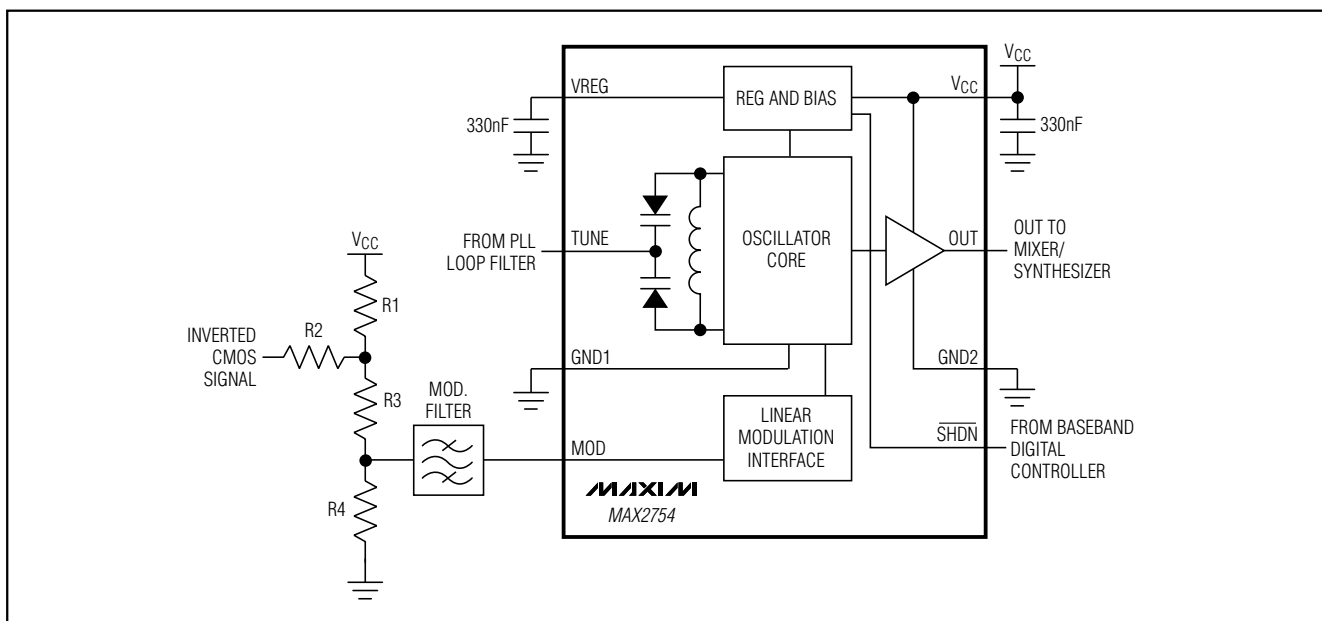 VCC
VREG
REG AND BIAS
VCC
330nF
330nF
VCC
FROM PLL
LOOP FILTER
TUNE
OSCILLATOR
CORE
OUT
OUT TO
MIXER/
SYNTHESIZER
R1
INVERTED
CMOS
SIGNAL
R2
GND1
GND2
R3
MOD.
FILTER
LINEAR
MODULATION
INTERFACE
SHDN
FROM BASEBAND
DIGITAL
CONTROLLER
MOD
R4
MAXIM
MAX2754